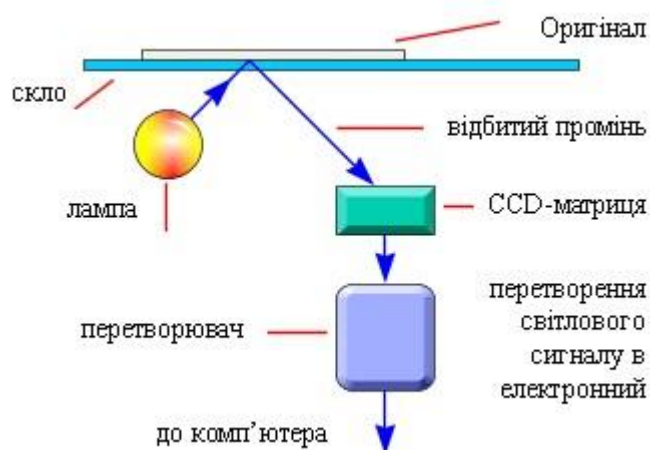 Оригінал
скло
відбитий промінь
лампа
CCD-матриця
перетворювач
перетворення
світлового
сигналу в
електронний
до комп’ютера